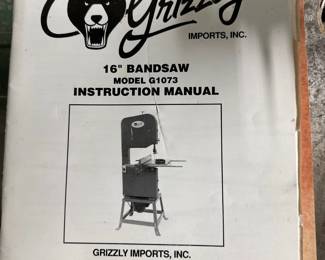 Grizzly
IMPORTS, INC.
16" BANDSAW
MODEL G1073
INSTRUCTION MANUAL
GRIZZLY IMPORTS, INC.